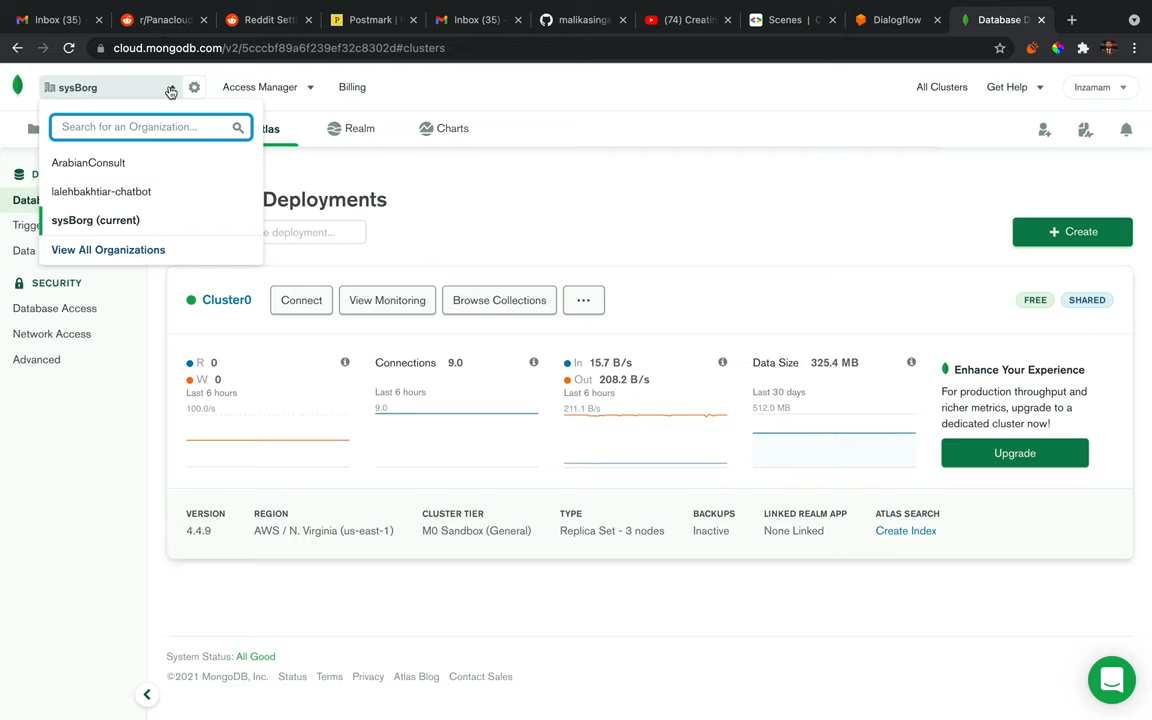 Inbox (35)
r/Panaclou
Reddit Sett
Postmark |
Inbox (35)
malikasinge
(74) Creatin
Scenes | C
Dialogflow
Database D
cloud.mongodb.com/v2/5cccbf89a6f239ef32c8302d#clusters
sysBorg
Access Manager
Billing
All Clusters
Get Help
Inzamam
Search for an Organization...
ArabianConsult
lalehbakhtiar-chatbot
sysBorg (current)
View All Organizations
tlas
Realm
Charts
D
Datab
Trigge
Data
SECURITY
Database Access
Network Access
Advanced
Deployments
e deployment...
+ Create
Cluster0
Connect
View Monitoring
Browse Collections
...
FREE
SHARED
R 0
W 0
Last 6 hours
100.0/s
Connections 9.0
Last 6 hours
9.0
In 15.7 B/s
Out 208.2 B/s
Last 6 hours
211.1 B/s
Data Size 325.4 MB
Last 30 days
512.0 MB
Enhance Your Experience
For production throughput and
richer metrics, upgrade to a
dedicated cluster now!
Upgrade
VERSION
4.4.9
REGION
AWS / N. Virginia (us-east-1)
CLUSTER TIER
M0 Sandbox (General)
TYPE
Replica Set - 3 nodes
BACKUPS
Inactive
LINKED REALM APP
None Linked
ATLAS SEARCH
Create Index
System Status: All Good
©2021 MongoDB, Inc. Status Terms Privacy Atlas Blog Contact Sales